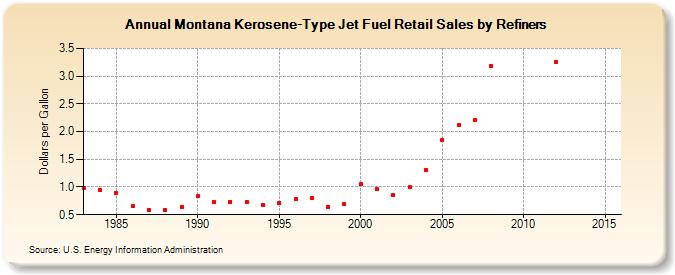 Annual Montana Kerosene-Type Jet Fuel Retail Sales by Refiners
Dollars per Gallon
3.5
3.0
2.5
2.0
1.5
1.0
0.5
1985 1990 1995 2000 2005 2010 2015
Source: U.S. Energy Information Administration